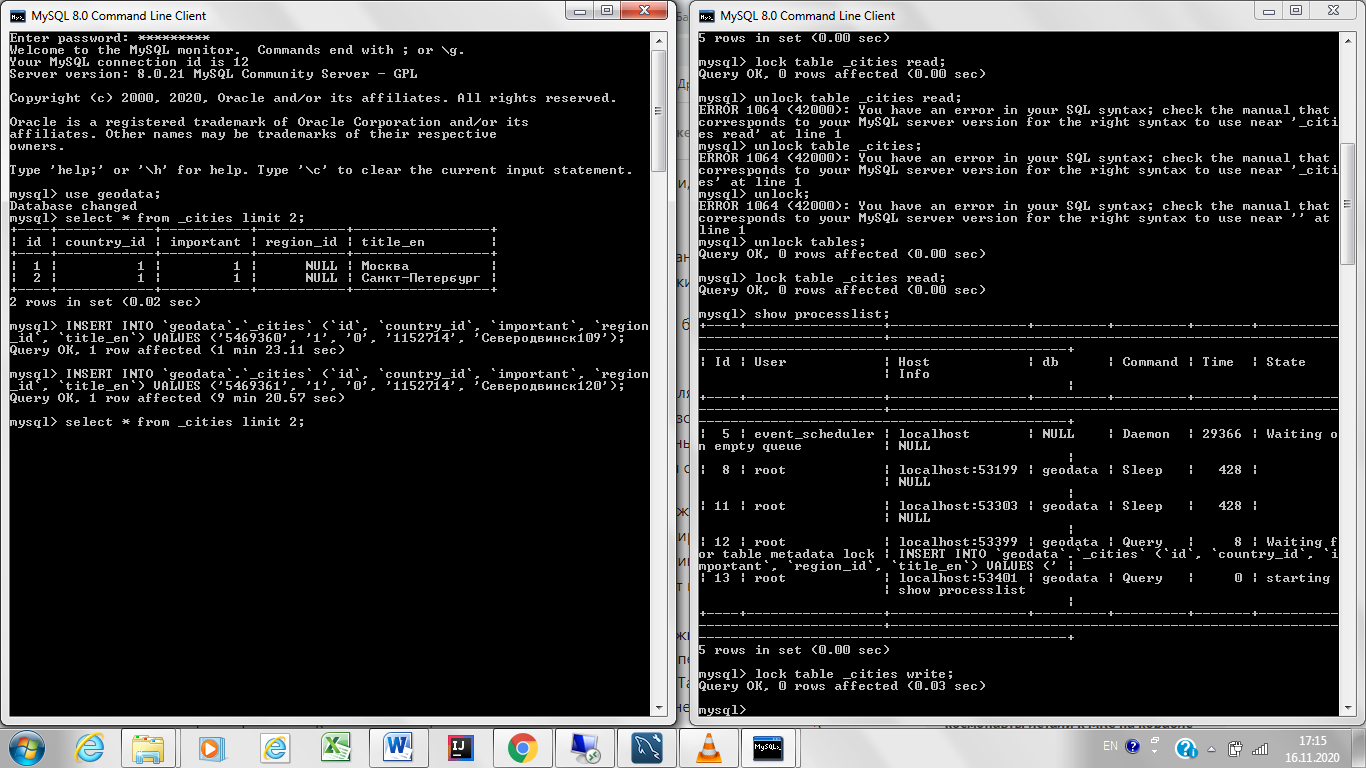 MySQL 8.0 Command Line Client
Enter password: *********
Welcome to the MySQL monitor.  Commands end with ; or \g.
Your MySQL connection id is 12
Server version: 8.0.21 MySQL Community Server - GPL
Copyright (c) 2000, 2020, Oracle and/or its affiliates. All rights reserved.
Oracle is a registered trademark of Oracle Corporation and/or its
affiliates. Other names may be trademarks of their respective
owners.
Type 'help;' or '\h' for help. Type '\c' to clear the current input statement.
mysql> use geodata;
Database changed
mysql> select * from _cities limit 2;
| id | country_id | important | region_id | title_en |
| 1 | 1 | 1 | NULL | Москва |
| 2 | 1 | 1 | NULL | Санкт-Петербург |
2 rows in set (0.02 sec)
mysql> INSERT INTO `geodata`.`_cities` (`id`, `country_id`, `important`, `region
_id`, `title_en`) VALUES ('5469360', '1', '0', '1152714', 'Северодвинск109');
Query OK, 1 row affected (1 min 23.11 sec)
mysql> INSERT INTO `geodata`.`_cities` (`id`, `country_id`, `important`, `region
_id`, `title_en`) VALUES ('5469361', '1', '0', '1152714', 'Северодвинск120');
Query OK, 1 row affected (9 min 20.57 sec)
mysql> select * from _cities limit 2;
MySQL 8.0 Command Line Client
5 rows in set (0.00 sec)
mysql> lock table _cities read;
Query OK, 0 rows affected (0.00 sec)
mysql> unlock table _cities read;
ERROR 1064 (42000): You have an error in your SQL syntax; check the manual that
corresponds to your MySQL server version for the right syntax to use near '_citi
es read' at line 1
mysql> unlock table _cities;
ERROR 1064 (42000): You have an error in your SQL syntax; check the manual that
corresponds to your MySQL server version for the right syntax to use near '_citi
es' at line 1
mysql> unlock;
ERROR 1064 (42000): You have an error in your SQL syntax; check the manual that
corresponds to your MySQL server version for the right syntax to use near '' at
line 1
mysql> unlock tables;
Query OK, 0 rows affected (0.00 sec)
mysql> lock table _cities read;
Query OK, 0 rows affected (0.00 sec)
mysql> show processlist;
| Id | User | Host | db | Command | Time | State
| Info
|
| 5 | event_scheduler | localhost | NULL | Daemon | 29366 | Waiting o
n empty queue | NULL
|
| 8 | root | localhost:53199 | geodata | Sleep | 428 |
| NULL
|
| 11 | root | localhost:53303 | geodata | Sleep | 428 |
| NULL
|
| 12 | root | localhost:53399 | geodata | Query | 8 | Waiting f
or table metadata lock | INSERT INTO `geodata`.`_cities` (`id`, `country_id`, `i
mportant`, `region_id`, `title_en`) VALUES (' |
| 13 | root | localhost:53401 | geodata | Query | 0 | starting
| show processlist
|
5 rows in set (0.00 sec)
mysql> lock table _cities write;
Query OK, 0 rows affected (0.03 sec)
mysql>
EN
17:15
16.11.2020